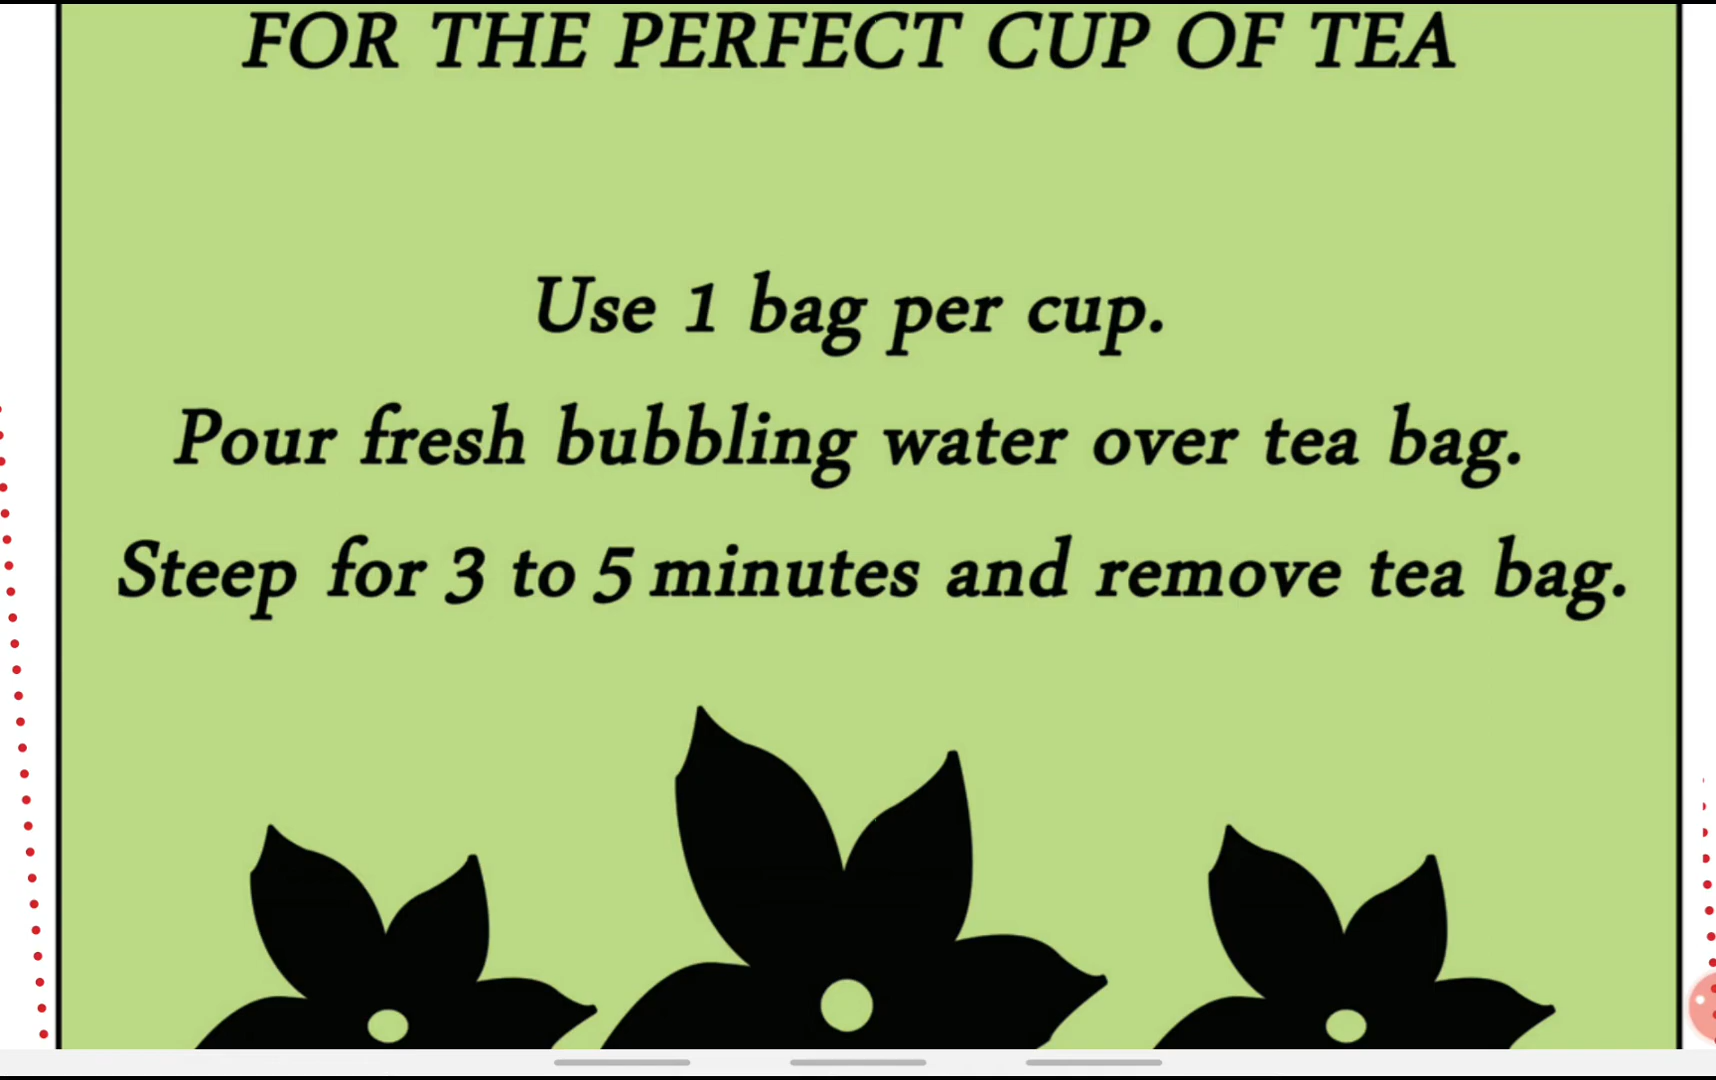 FOR THE PERFECT CUP OF TEA
Use 1 bag per cup.
Pour fresh bubbling water over tea bag.
Steep for 3 to 5 minutes and remove tea bag.